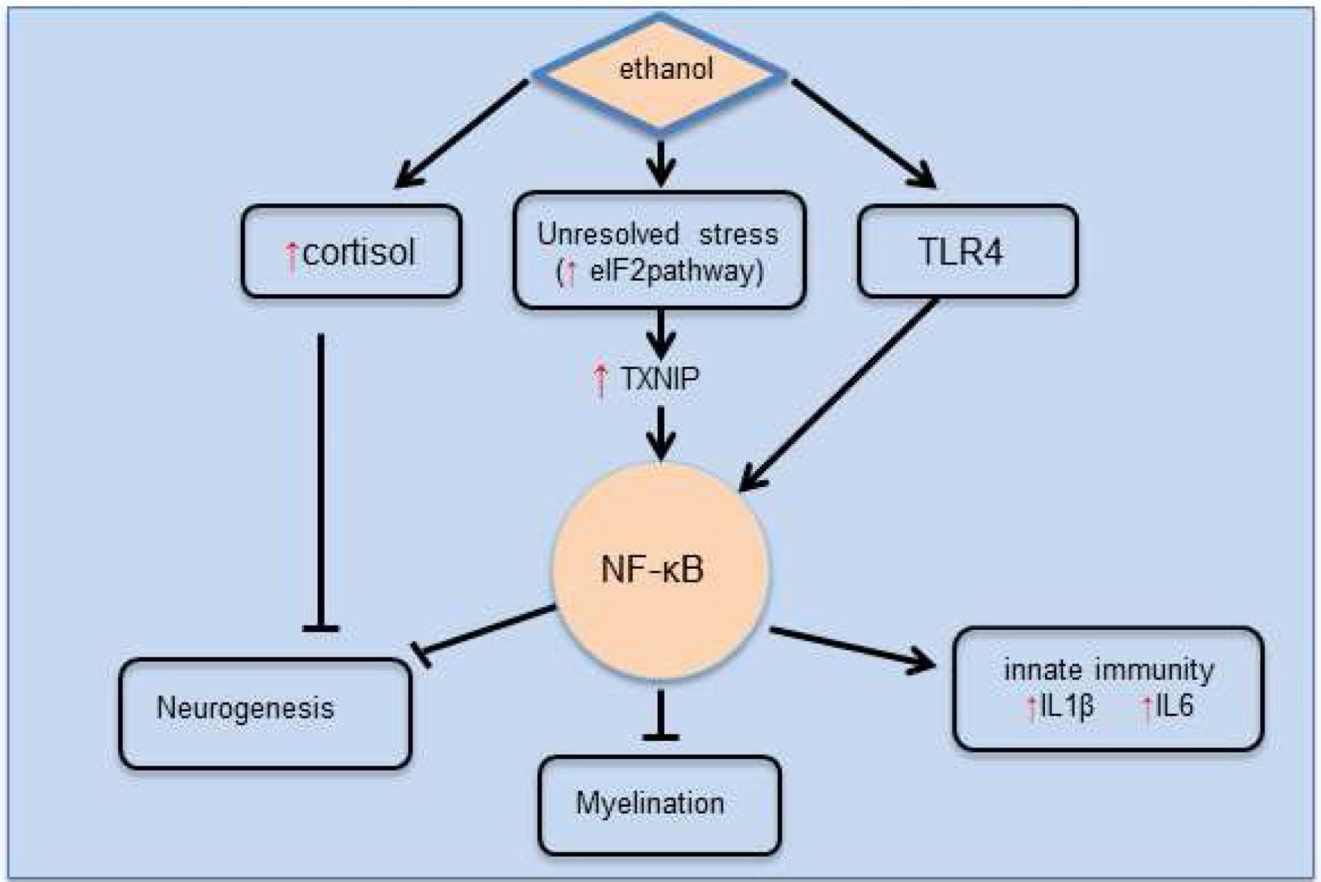 ethanol
↑cortisol
Unresolved stress
(↑ eIF2pathway)
TLR4
↑ TXNIP
NF-κB
Neurogenesis
innate immunity
↑IL1β ↑IL6
Myelination